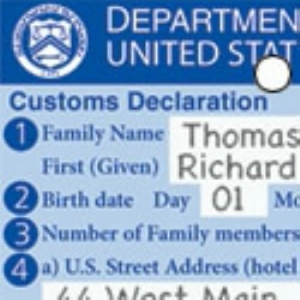 DEPARTMEN
UNITED STAT
Customs Declaration
1 Family Name Thomas
First (Given) Richard
2 Birth date Day 01 Mo
3 Number of Family members
4 a) U.S. Street Address (hotel
44 West Main